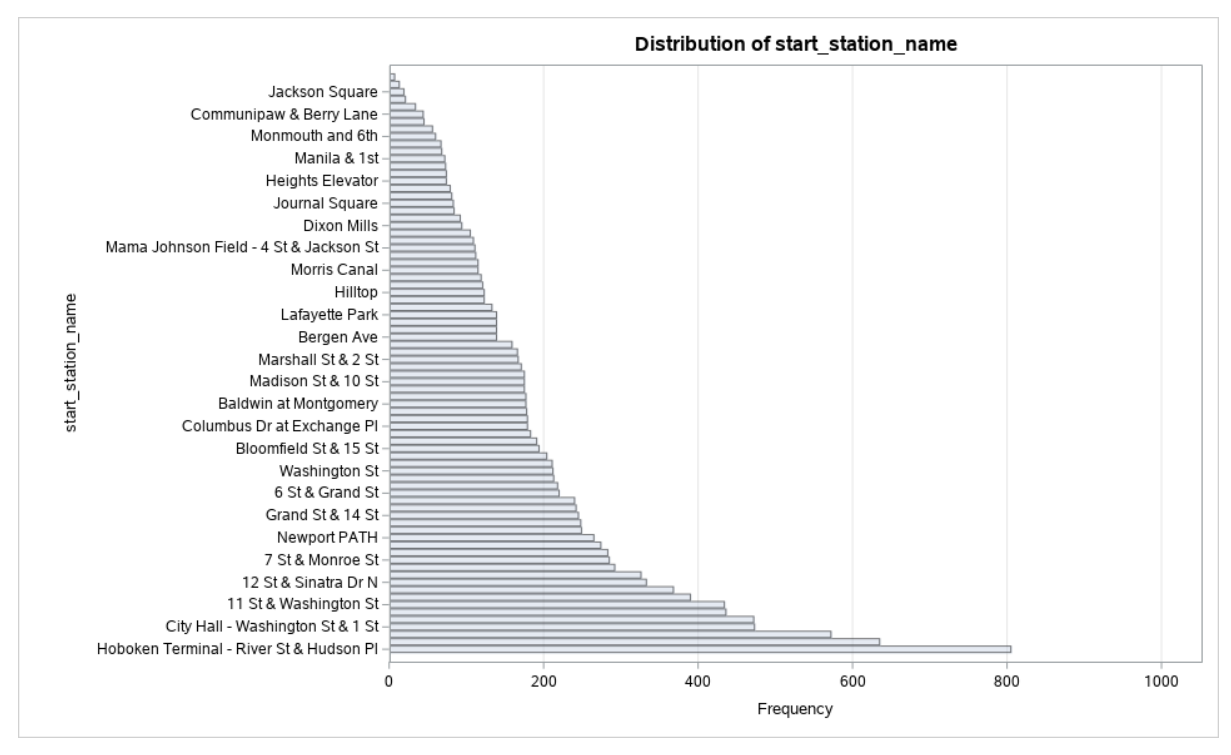 Distribution of start_station_name
start_station_name
Jackson Square
Communipaw & Berry Lane
Monmouth and 6th
Manila & 1st
Heights Elevator
Journal Square
Dixon Mills
Mama Johnson Field - 4 St & Jackson St
Morris Canal
Hilltop
Lafayette Park
Bergen Ave
Marshall St & 2 St
Madison St & 10 St
Baldwin at Montgomery
Columbus Dr at Exchange Pl
Bloomfield St & 15 St
Washington St
6 St & Grand St
Grand St & 14 St
Newport PATH
7 St & Monroe St
12 St & Sinatra Dr N
11 St & Washington St
City Hall - Washington St & 1 St
Hoboken Terminal - River St & Hudson Pl
0 200 400 600 800 1000
Frequency